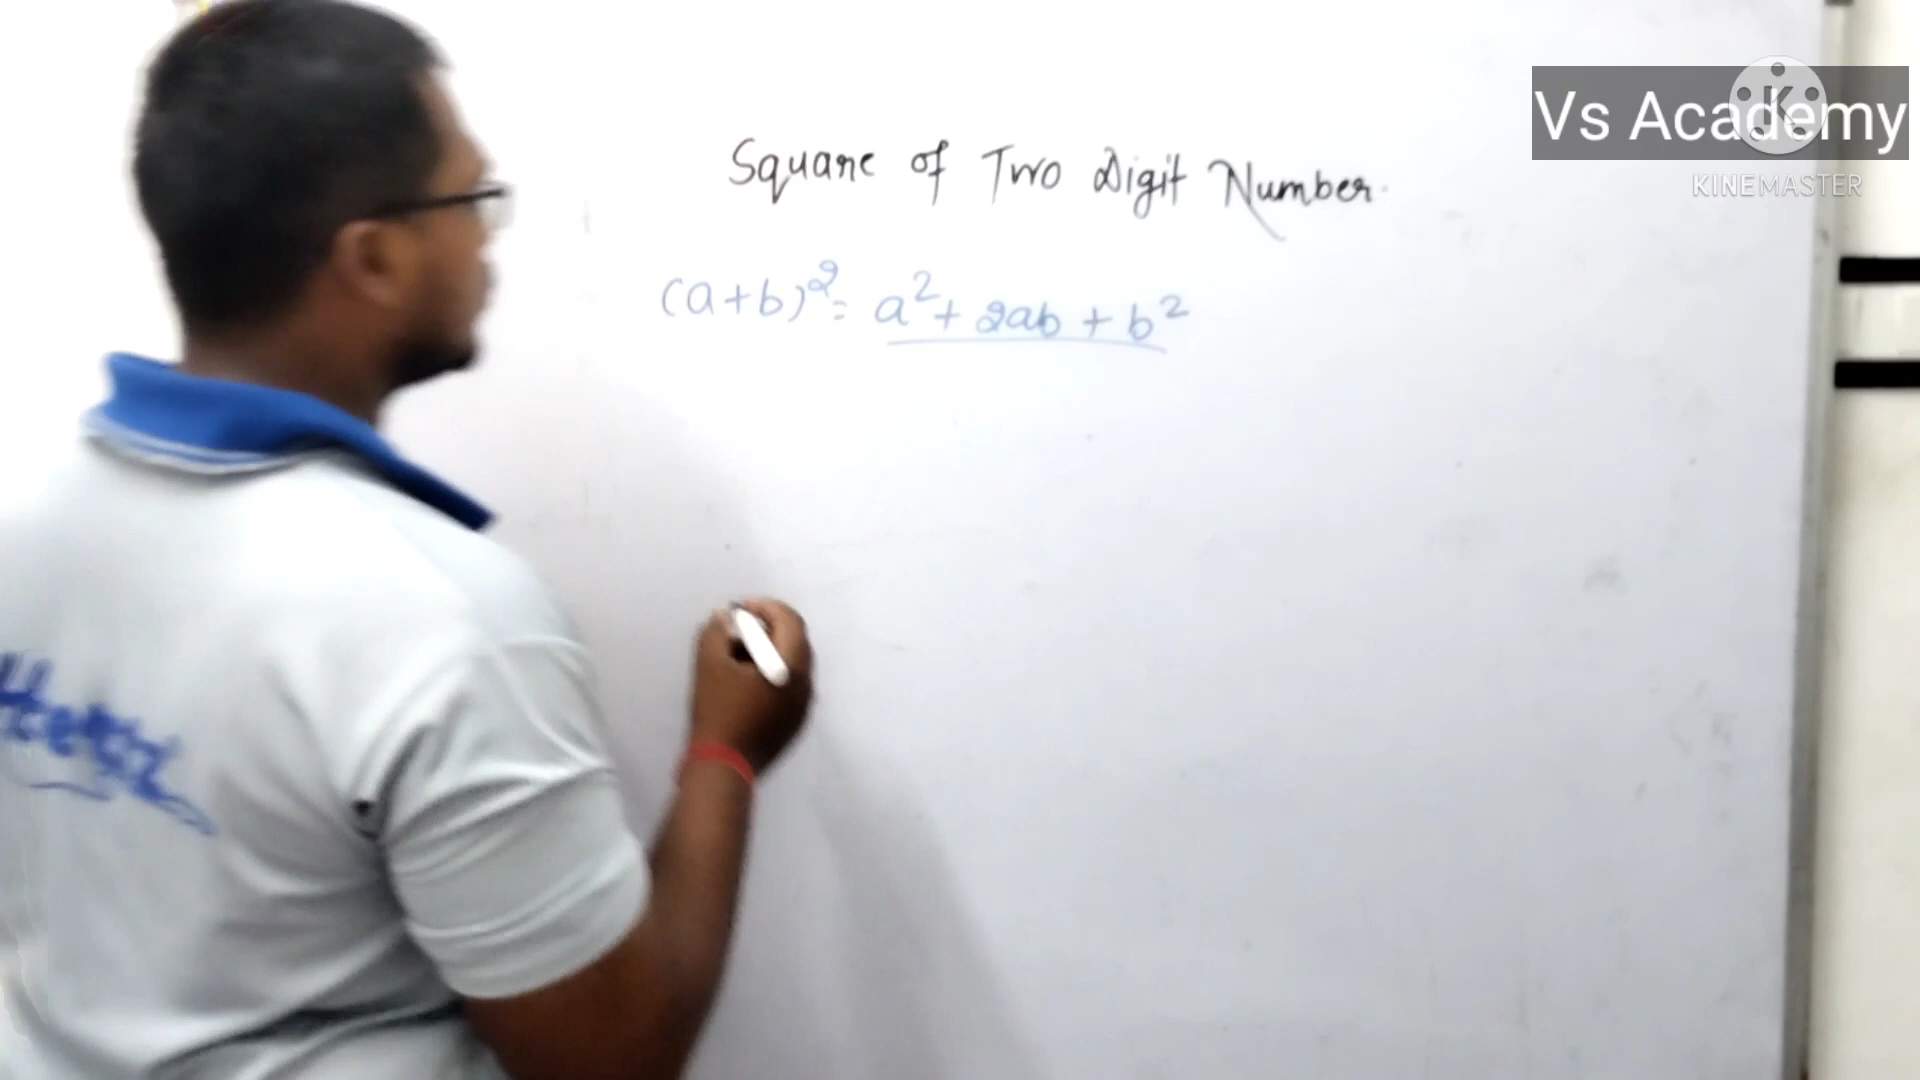 Vs Academy
KINEMASTER
Square of Two Digit Number.
(a+b)²= a²+ 2ab + b²